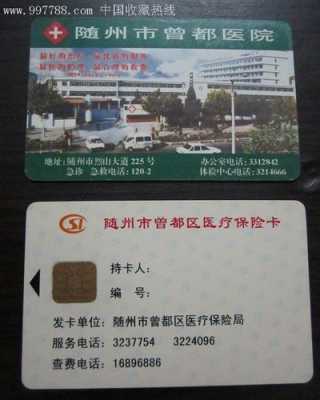 www.997788.com 中国收藏热线
随州市曾都医院
地址:随州市烈山大道225号
办公室电话:3312842
急诊 急救电话:120-2
体检中心电话:3214666
SI
随州市曾都区医疗保险卡
持卡人:
编 号:
发卡单位:随州市曾都区医疗保险局
服务电话:3237754 3224096
查费电话:16896886